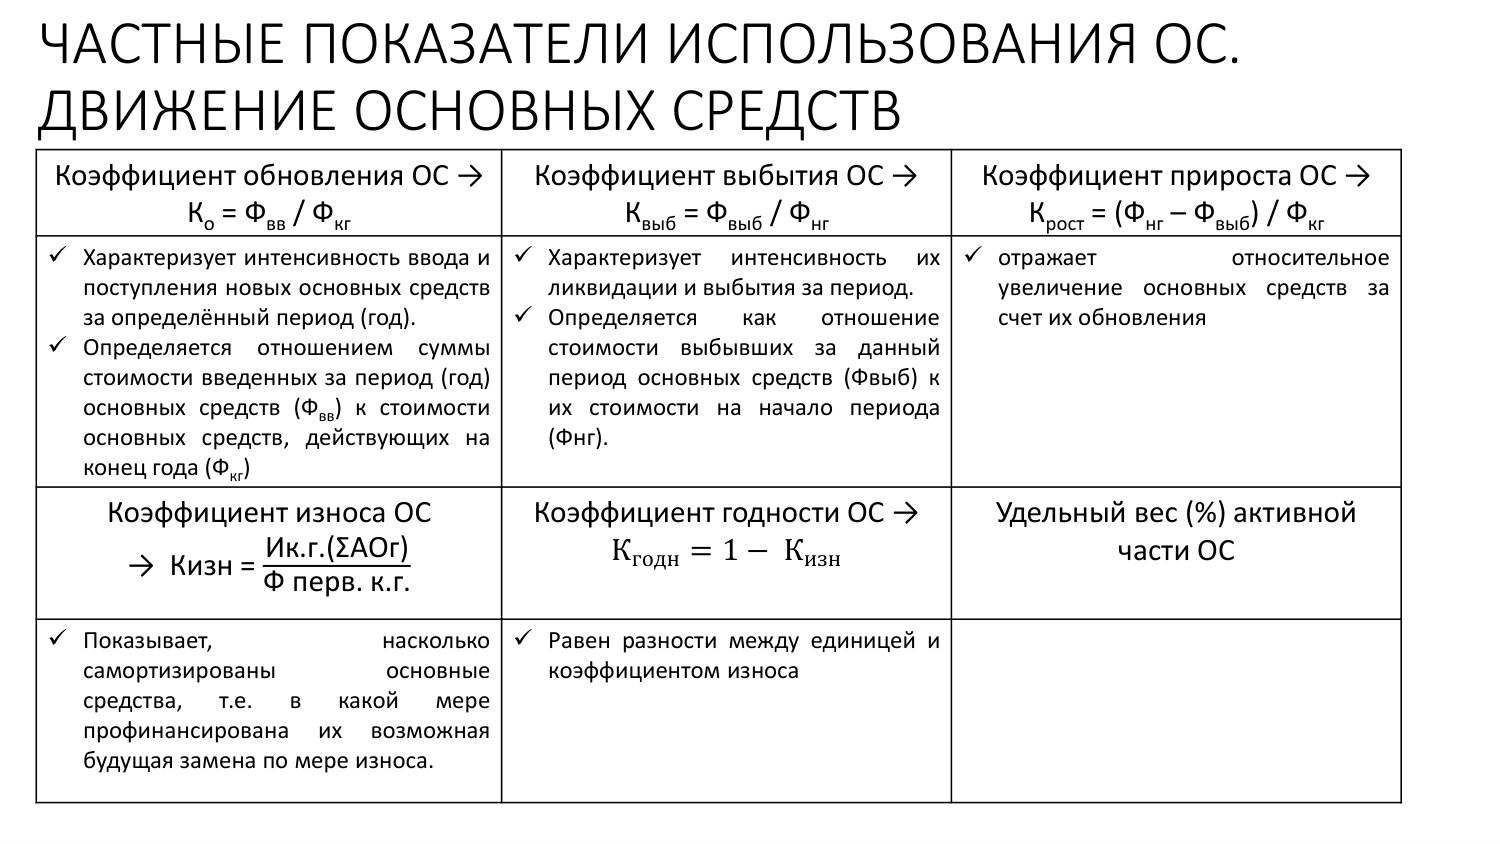 ЧАСТНЫЕ ПОКАЗАТЕЛИ ИСПОЛЬЗОВАНИЯ ОС.
ДВИЖЕНИЕ ОСНОВНЫХ СРЕДСТВ
Коэффициент обновления ОС →
Ко = Фвв / Фкг
Коэффициент выбытия ОС →
Квыб = Фвыб / Фнг
Коэффициент прироста ОС →
Крост = (Фнг – Фвыб) / Фкг
✓ Характеризует интенсивность ввода и
поступления новых основных средств
за определённый период (год).
✓ Определяется отношением суммы
стоимости введенных за период (год)
основных средств (Фвв) к стоимости
основных средств, действующих на
конец года (Фкг)
✓ Характеризует интенсивность их
ликвидации и выбытия за период.
✓ Определяется как отношение
стоимости выбывших за данный
период основных средств (Фвыб) к
их стоимости на начало периода
(Фнг).
✓ отражает относительное
увеличение основных средств за
счет их обновления
Коэффициент износа ОС
→ Кизн = Ик.г.(ΣАОг)
Ф перв. к.г.
Коэффициент годности ОС →
Кгодн = 1 − Кизн
Удельный вес (%) активной
части ОС
✓ Показывает, насколько
самортизированы основные
средства, т.е. в какой мере
профинансирована их возможная
будущая замена по мере износа.
✓ Равен разности между единицей и
коэффициентом износа